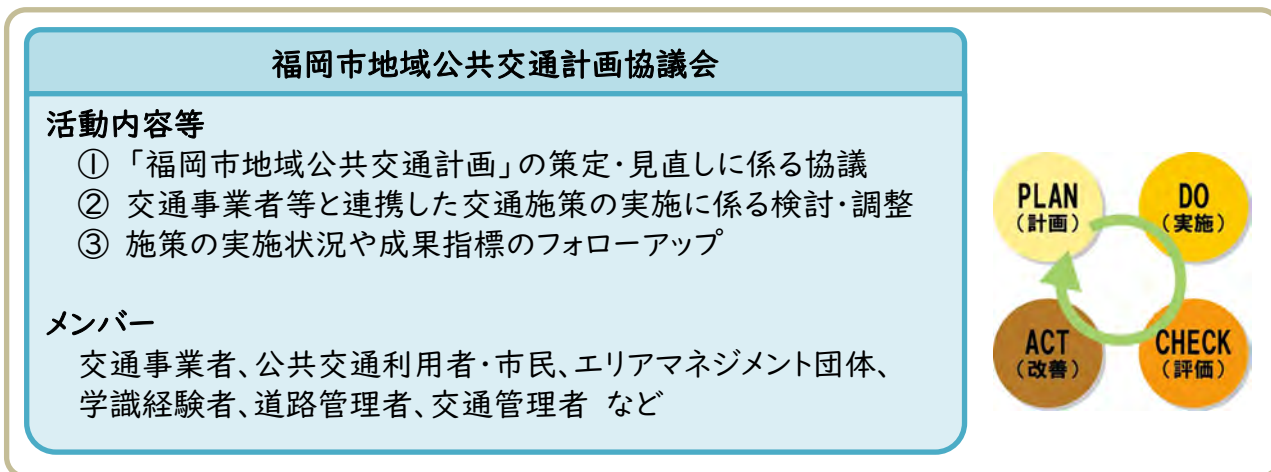 福岡市地域公共交通計画協議会
活動内容等
① 「福岡市地域公共交通計画」の策定・見直しに係る協議
② 交通事業者等と連携した交通施策の実施に係る検討・調整
③ 施策の実施状況や成果指標のフォローアップ
メンバー
交通事業者、公共交通利用者・市民、エリアマネジメント団体、
学識経験者、道路管理者、交通管理者 など
PLAN
(計画)
DO
(実施)
ACT
(改善)
CHECK
(評価)